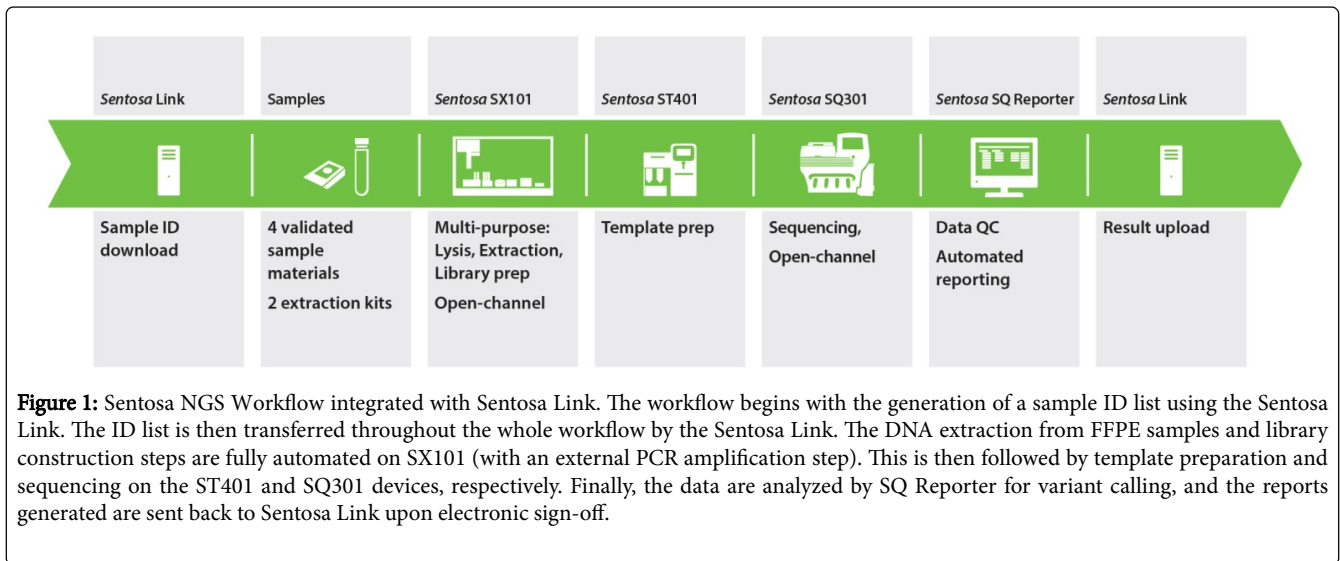 Sentosa Link
Samples
Sentosa SX101
Sentosa ST401
Sentosa SQ301
Sentosa SQ Reporter
Sentosa Link
Sample ID
download
4 validated
sample
materials
2 extraction kits
Multi-purpose:
Lysis, Extraction,
Library prep
Open-channel
Template prep
Sequencing,
Open-channel
Data QC
Automated
reporting
Result upload
Figure 1: Sentosa NGS Workflow integrated with Sentosa Link. The workflow begins with the generation of a sample ID list using the Sentosa
Link. The ID list is then transferred throughout the whole workflow by the Sentosa Link. The DNA extraction from FFPE samples and library
construction steps are fully automated on SX101 (with an external PCR amplification step). This is then followed by template preparation and
sequencing on the ST401 and SQ301 devices, respectively. Finally, the data are analyzed by SQ Reporter for variant calling, and the reports
generated are sent back to Sentosa Link upon electronic sign-off.